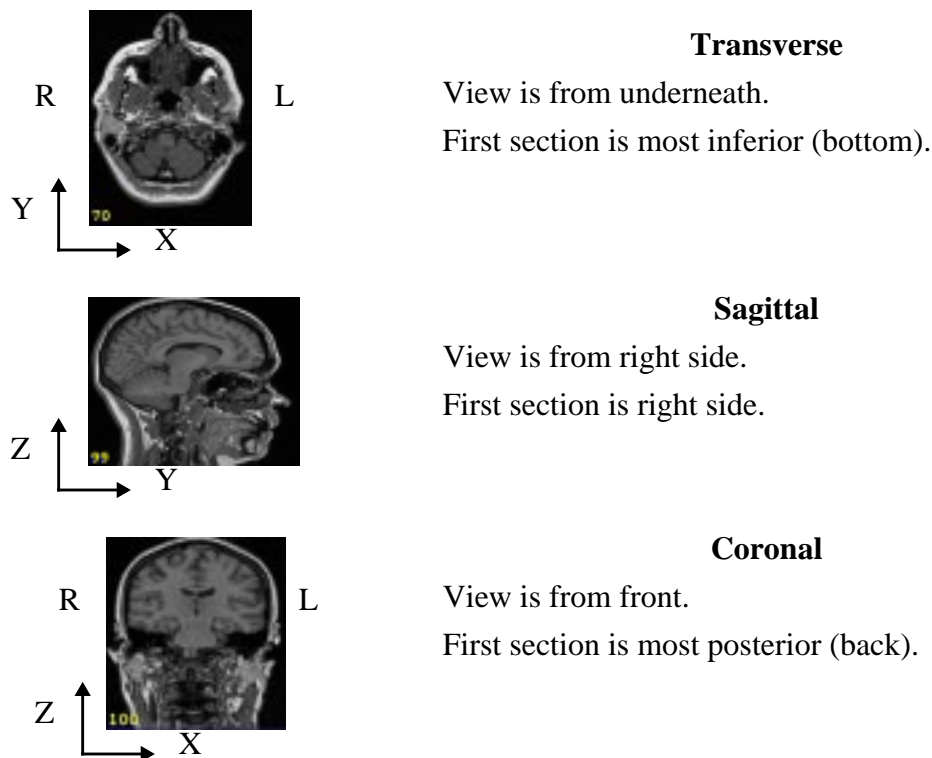 Transverse
R
L
View is from underneath.
First section is most inferior (bottom).
Y
70
X
Sagittal
View is from right side.
First section is right side.
Z
99
Y
Coronal
R
L
View is from front.
First section is most posterior (back).
Z
100
X